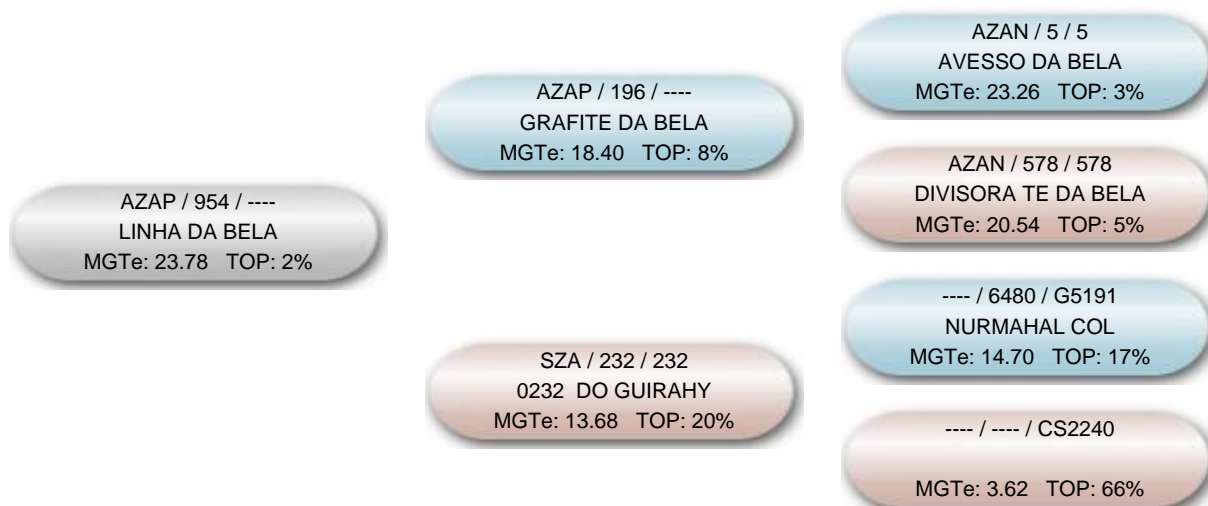 AZAP / 954 / ----
LINHA DA BELA
MGTe: 23.78 TOP: 2%
AZAP / 196 / ----
GRAFITE DA BELA
MGTe: 18.40 TOP: 8%
SZA / 232 / 232
0232 DO GUIRAHY
MGTe: 13.68 TOP: 20%
AZAN / 5 / 5
AVESSO DA BELA
MGTe: 23.26 TOP: 3%
AZAN / 578 / 578
DIVISORA TE DA BELA
MGTe: 20.54 TOP: 5%
---- / 6480 / G5191
NURMAHAL COL
MGTe: 14.70 TOP: 17%
---- / ---- / CS2240
MGTe: 3.62 TOP: 66%